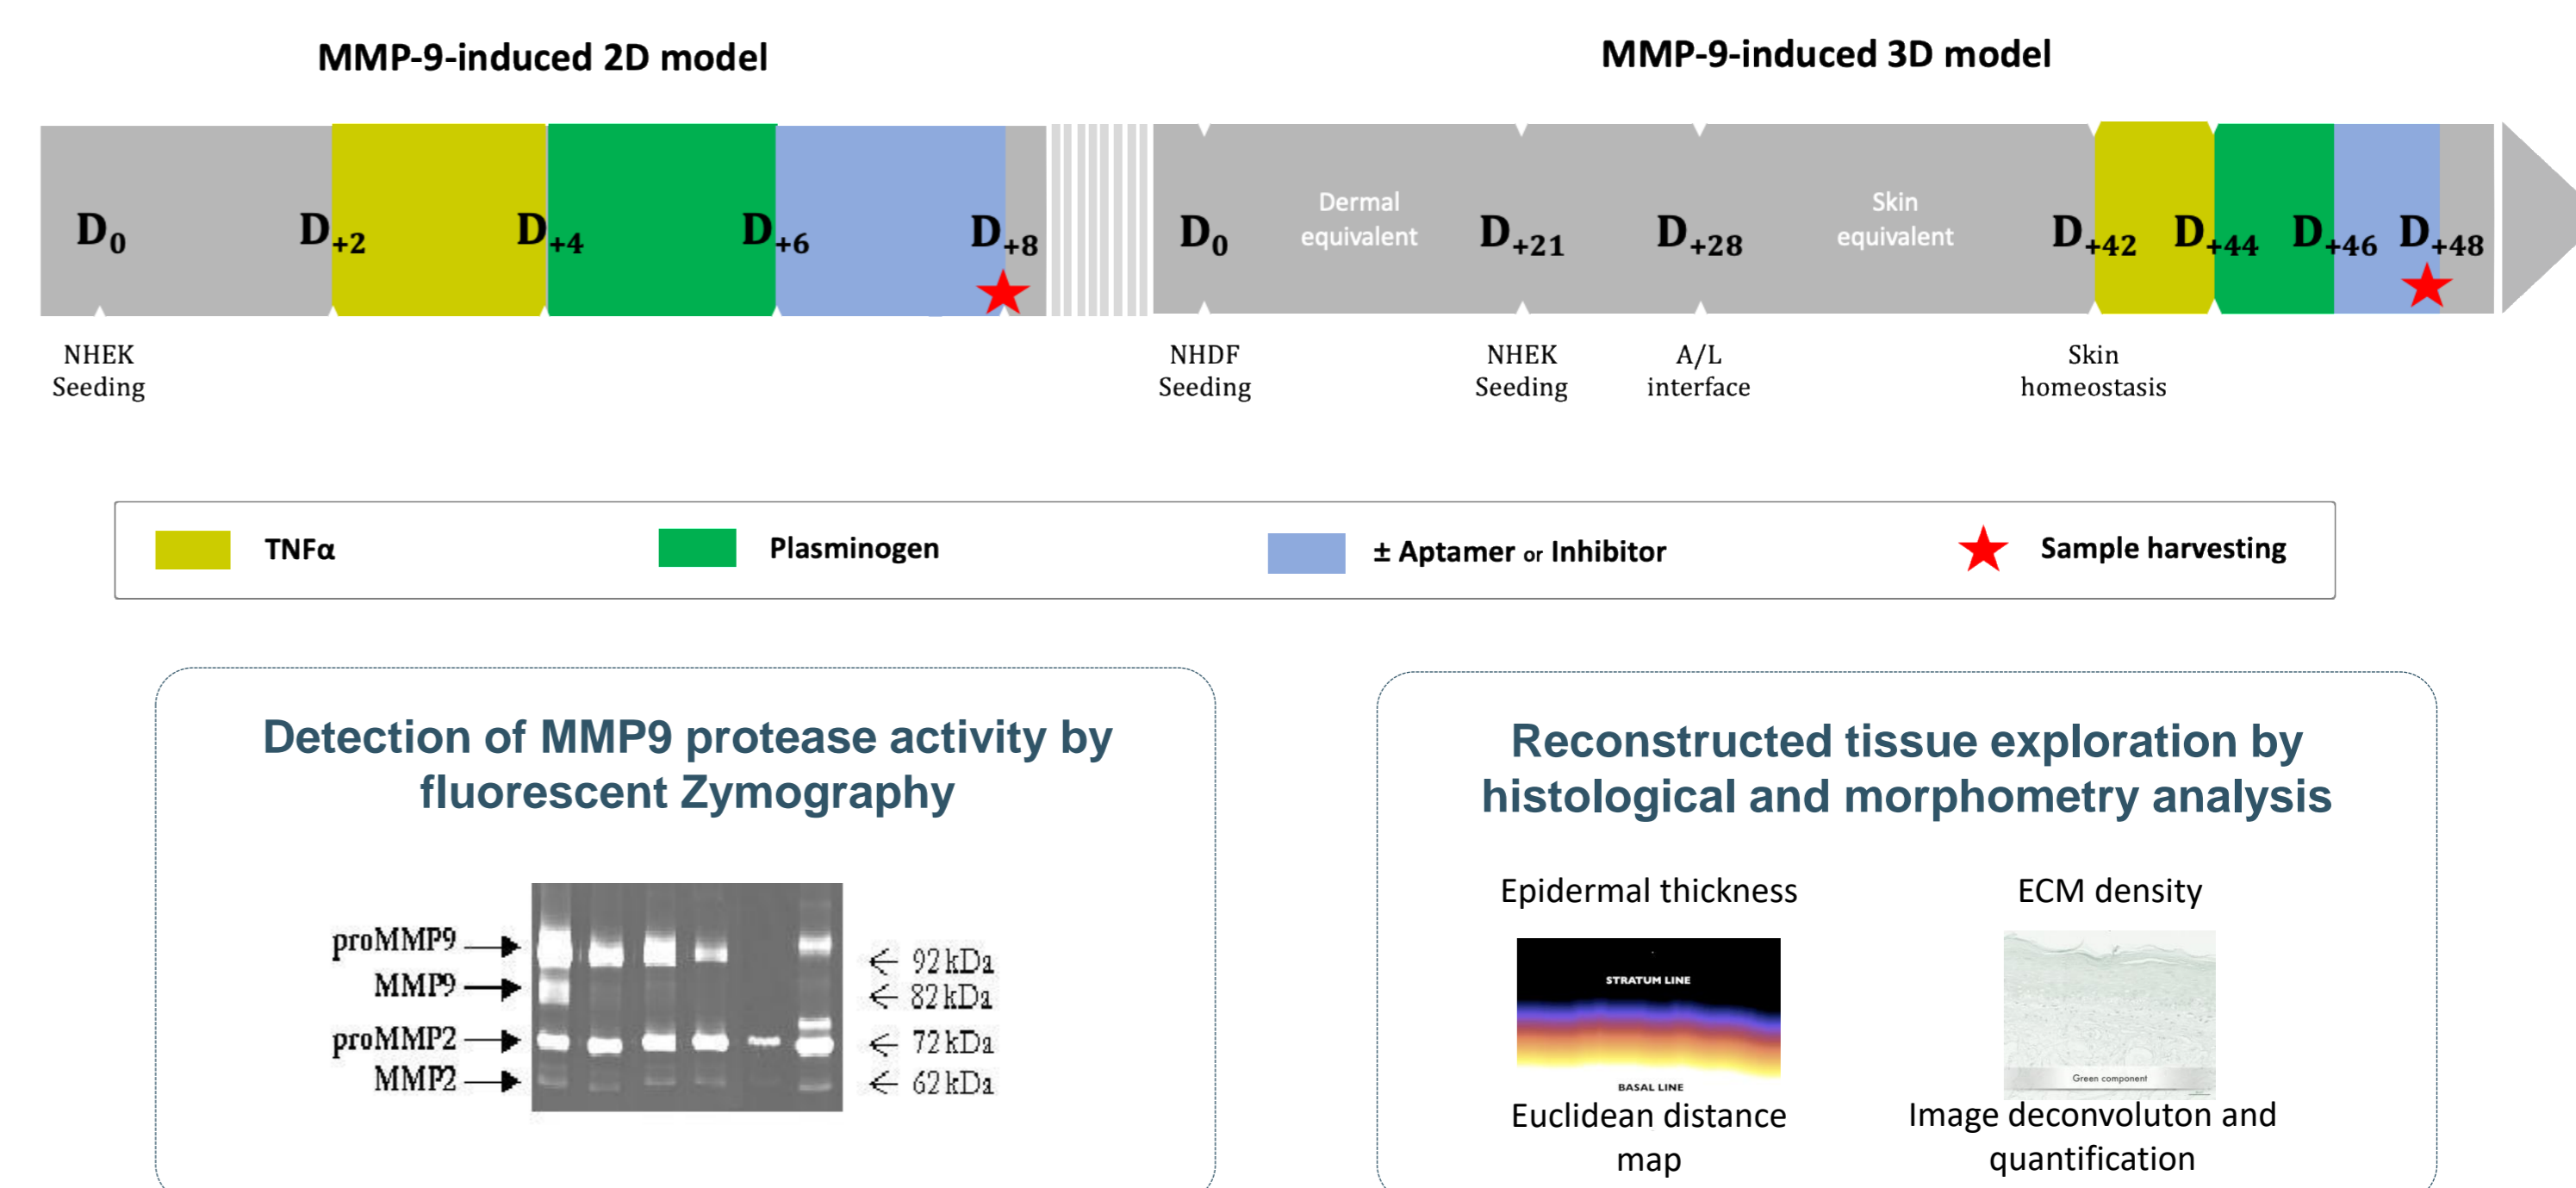 MMP-9-induced 2D model
MMP-9-induced 3D model
D0
D+2
D+4
D+6
D+8
D0
Dermal
equivalent
D+21
D+28
Skin
equivalent
D+42
D+44
D+46
D+48
NHEK
Seeding
NHDF
Seeding
NHEK
Seeding
A/L
interface
Skin
homeostasis
TNFα
Plasminogen
± Aptamer or Inhibitor
Sample harvesting
Detection of MMP9 protease activity by
fluorescent Zymography
proMMP9
MMP9
proMMP2
MMP2
92 kDa
82 kDa
72 kDa
62 kDa
Reconstructed tissue exploration by
histological and morphometry analysis
Epidermal thickness
STRATUM LINE
BASAL LINE
Euclidean distance
map
ECM density
Green component
Image deconvoluton and
quantification